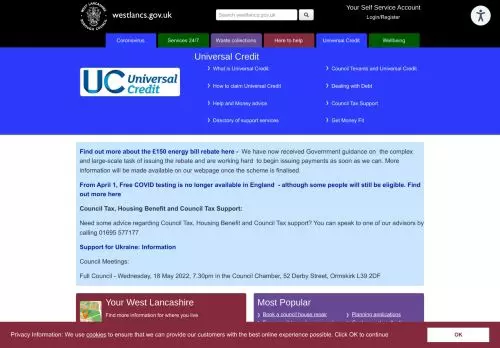 westlancs.gov.uk
Search westlancs.gov.uk
Your Self Service Account
Login/Register
Coronavirus
Services 24/7
Waste collections
Here to help
Universal Credit
Wellbeing
UC Universal Credit
Universal Credit
What is Universal Credit
How to claim Universal Credit
Help and Money advice
Directory of support services
Council Tenants and Universal Credit
Dealing with Debt
Council Tax Support
Get Money Fit
Find out more about the £150 energy bill rebate here - We have now received Government guidance on the complex
and large-scale task of issuing the rebate and are working hard to begin issuing payments as soon as we can. More
information will be made available on our webpage once the scheme is finalised
From April 1, Free COVID testing is no longer available in England - although some people will still be eligible. Find
out more here
Council Tax, Housing Benefit and Council Tax Support:
Need some advice regarding Council Tax, Housing Benefit and Council Tax support? You can speak to one of our advisors by
calling 01695 577177
Support for Ukraine: Information
Council Meetings:
Full Council - Wednesday, 18 May 2022, 7.30pm in the Council Chamber, 52 Derby Street, Ormskirk L39 2DF
Your West Lancashire
Find more information for where you live
Most Popular
Book a council house repair
Planning applications
Privacy Information: We use cookies to ensure that we can provide our customers with the best online experience possible. Click OK to continue
OK